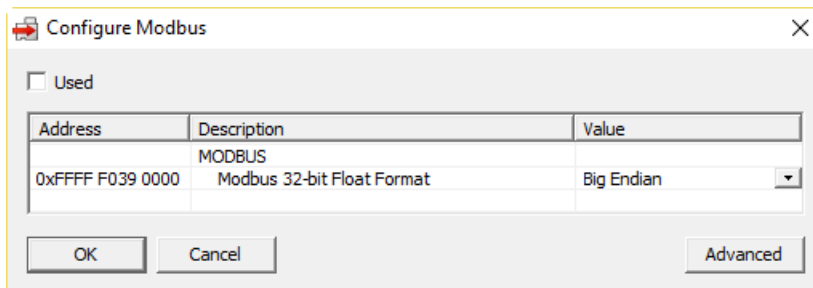 Configure Modbus
Used
Address Description Value
MODBUS
0xFFFF F039 0000 Modbus 32-bit Float Format Big Endian
OK Cancel Advanced